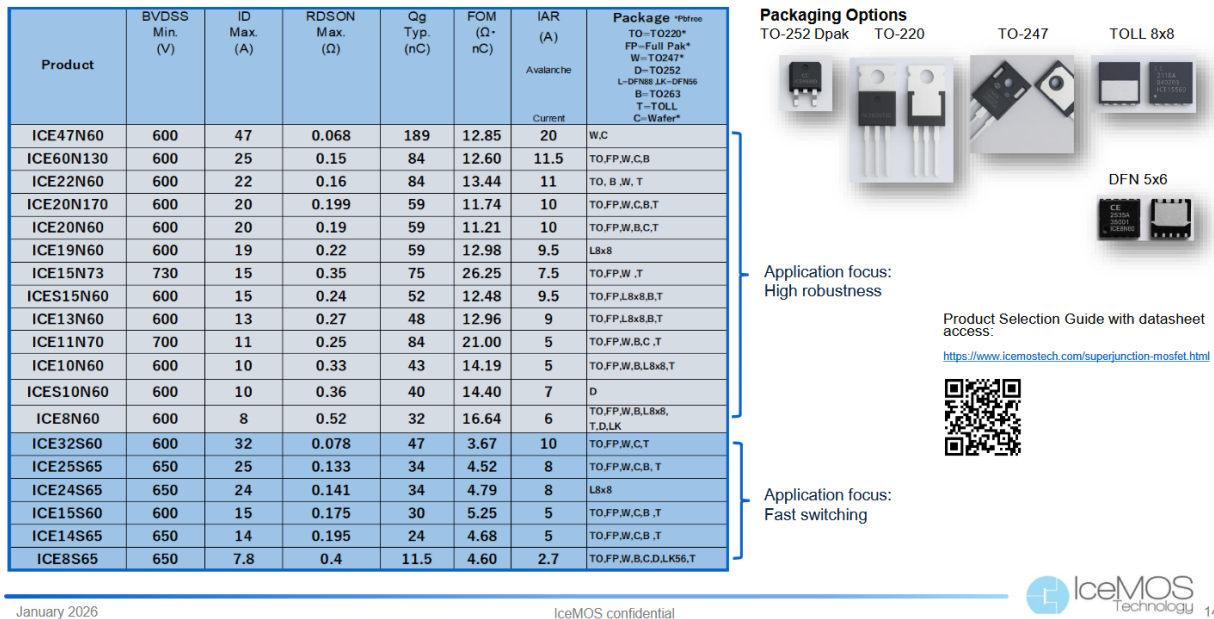 Product BVDSS Min. (V) ID Max. (A) RDSON Max. (Ω) Qg Typ. (nC) FOM (Ω· nC) IAR (A) Avalanche Current Package *Pbfree
TO=TO220*
FP=Full Pak*
W=TO247*
D=TO252
L=DFN88,LK=DFN56
B=TO263
T=TOLL
C=Wafer*
ICE47N60 600 47 0.068 189 12.85 20 W,C
ICE60N130 600 25 0.15 84 12.60 11.5 TO,FP,W,C,B
ICE22N60 600 22 0.16 84 13.44 11 TO, B ,W, T
ICE20N170 600 20 0.199 59 11.74 10 TO,FP,W,C,B,T
ICE20N60 600 20 0.19 59 11.21 10 TO,FP,W,B,C,T
ICE19N60 600 19 0.22 59 12.98 9.5 L8x8
ICE15N73 730 15 0.35 75 26.25 7.5 TO,FP,W ,T
ICES15N60 600 15 0.24 52 12.48 9.5 TO,FP,L8x8,B,T
ICE13N60 600 13 0.27 48 12.96 9 TO,FP,L8x8,B,T
ICE11N70 700 11 0.25 84 21.00 5 TO,FP,W,B,C ,T
ICE10N60 600 10 0.33 43 14.19 5 TO,FP,W,B,L8x8,T
ICES10N60 600 10 0.36 40 14.40 7 D
ICE8N60 600 8 0.52 32 16.64 6 TO,FP,W,B,L8x8,
T,D,LK
ICE32S60 600 32 0.078 47 3.67 10 TO,FP,W,C,T
ICE25S65 650 25 0.133 34 4.52 8 TO,FP,W,C,B, T
ICE24S65 650 24 0.141 34 4.79 8 L8x8
ICE15S60 600 15 0.175 30 5.25 5 TO,FP,W,C,B ,T
ICE14S65 650 14 0.195 24 4.68 5 TO,FP,W,C,B ,T
ICE8S65 650 7.8 0.4 11.5 4.60 2.7 TO,FP,W,B,C,D,LK56,T
Packaging Options
TO-252 Dpak TO-220 TO-247 TOLL 8x8
DFN 5x6
CE
2535A
35001
ICE8N60
Application focus:
High robustness
Product Selection Guide with datasheet
access:
https://www.icemostech.com/superjunction-mosfet.html
Application focus:
Fast switching
January 2026
IceMOS confidential
IceMOS
Technology